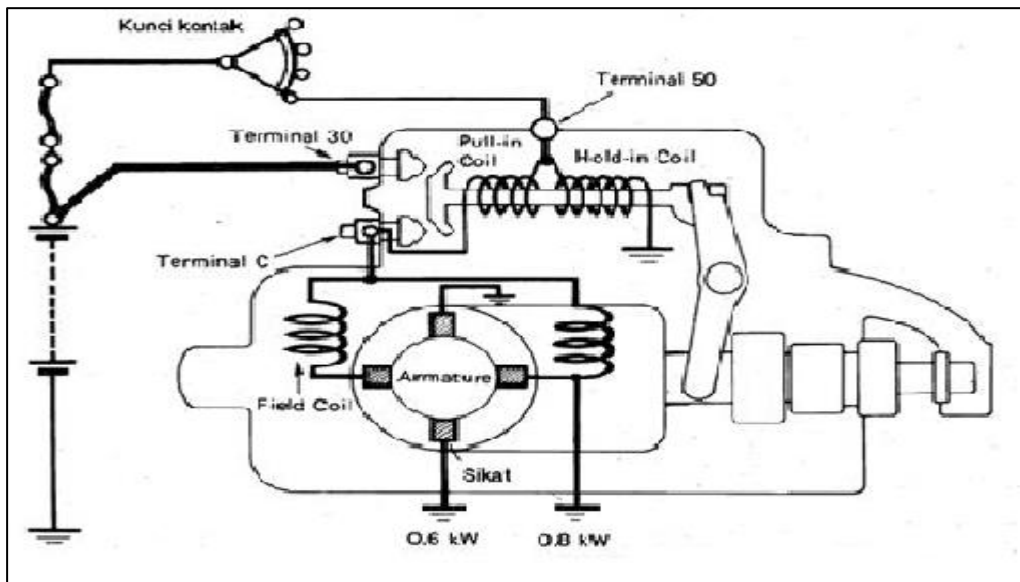 Kunci kontak
Terminal 50
Terminal 30
Pull-in
Coil
Hold-in Coil
Terminal C
Airmature
Field Coil
Sikat
0.6 kW
0.8 kW